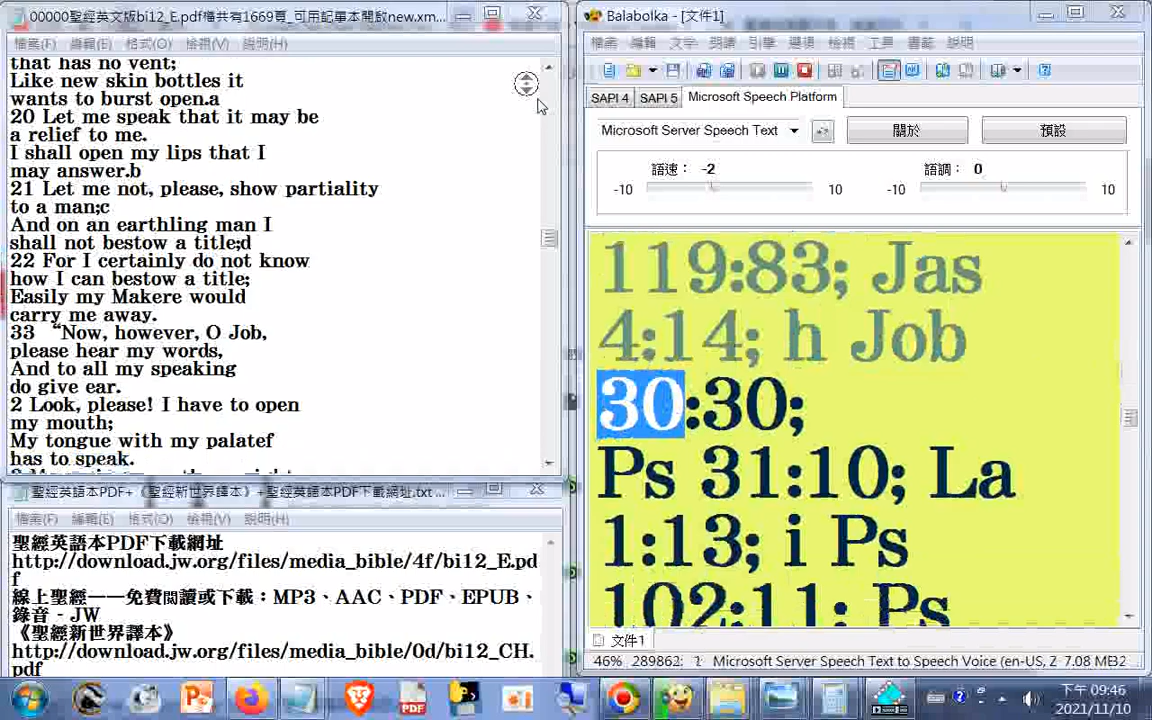 00000聖經英文版bi12_E.pdf檔共有1669頁_可用記事本開啟new.xm...
檔案(F) 編輯(E) 格式(O) 檢視(V) 說明(H)
that has no vent;
Like new skin bottles it
wants to burst open.a
20 Let me speak that it may be
a relief to me.
I shall open my lips that I
may answer.b
21 Let me not, please, show partiality
to a man;c
And on an earthling man I
shall not bestow a title;d
22 For I certainly do not know
how I can bestow a title;
Easily my Makere would
carry me away.
33 “Now, however, O Job,
please hear my words,
And to all my speaking
do give ear.
2 Look, please! I have to open
my mouth;
My tongue with my palatef
has to speak.
聖經英語本PDF+《聖經新世界譯本》+聖經英語本PDF下載網址.txt ...
檔案(F) 編輯(E) 格式(O) 檢視(V) 說明(H)
聖經英語本PDF下載網址
http://download.jw.org/files/media_bible/4f/bi12_E.pd
f
線上聖經——免費閱讀或下載：MP3、AAC、PDF、EPUB、
錄音 - JW
《聖經新世界譯本》
http://download.jw.org/files/media_bible/0d/bi12_CH.
pdf
Balabolka - [文件1]
檔案 編輯 文字 朗讀 引擎 選項 檢視 工具 書籤 說明
SAPI 4 SAPI 5 Microsoft Speech Platform
Microsoft Server Speech Text 關於 預設
語速： -2 語調： 0
-10 10 -10 10
119:83; Jas
4:14; h Job
30:30;
Ps 31:10; La
1:13; i Ps
102:11; Ps
文件1
46% 289862: 1 Microsoft Server Speech Text to Speech Voice (en-US, Z 7.08 MB2
下午 09:46
2021/11/10